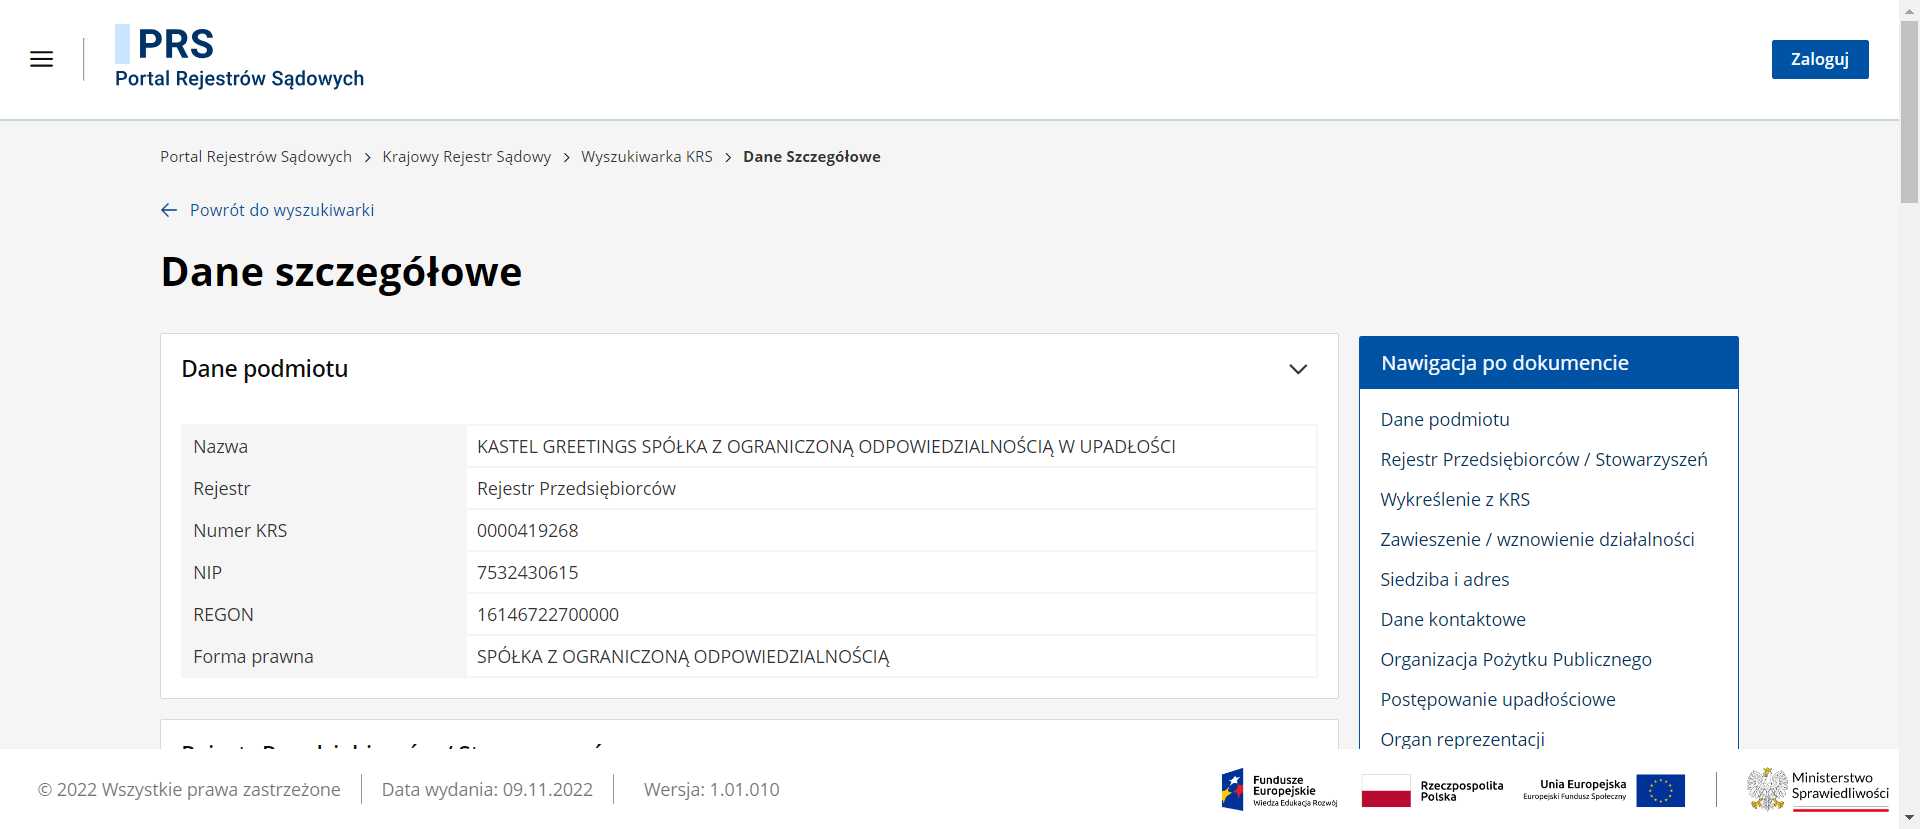 PRS
Portal Rejestrów Sądowych
Zaloguj
Portal Rejestrów Sądowych > Krajowy Rejestr Sądowy > Wyszukiwarka KRS > Dane Szczegółowe
← Powrót do wyszukiwarki
Dane szczegółowe
Dane podmiotu
Nazwa KASTEL GREETINGS SPÓŁKA Z OGRANICZONĄ ODPOWIEDZIALNOŚCIĄ W UPADŁOŚCI
Rejestr Rejestr Przedsiębiorców
Numer KRS 0000419268
NIP 7532430615
REGON 16146722700000
Forma prawna SPÓŁKA Z OGRANICZONĄ ODPOWIEDZIALNOŚCIĄ
Nawigacja po dokumencie
Dane podmiotu
Rejestr Przedsiębiorców / Stowarzyszeń
Wykreślenie z KRS
Zawieszenie / wznowienie działalności
Siedziba i adres
Dane kontaktowe
Organizacja Pożytku Publicznego
Postępowanie upadłościowe
Organ reprezentacji
© 2022 Wszystkie prawa zastrzeżone
Data wydania: 09.11.2022
Wersja: 1.01.010
Fundusze
Europejskie
Wiedza Edukacja Rozwój
Rzeczpospolita
Polska
Unia Europejska
Europejski Fundusz Społeczny
Ministerstwo
Sprawiedliwości